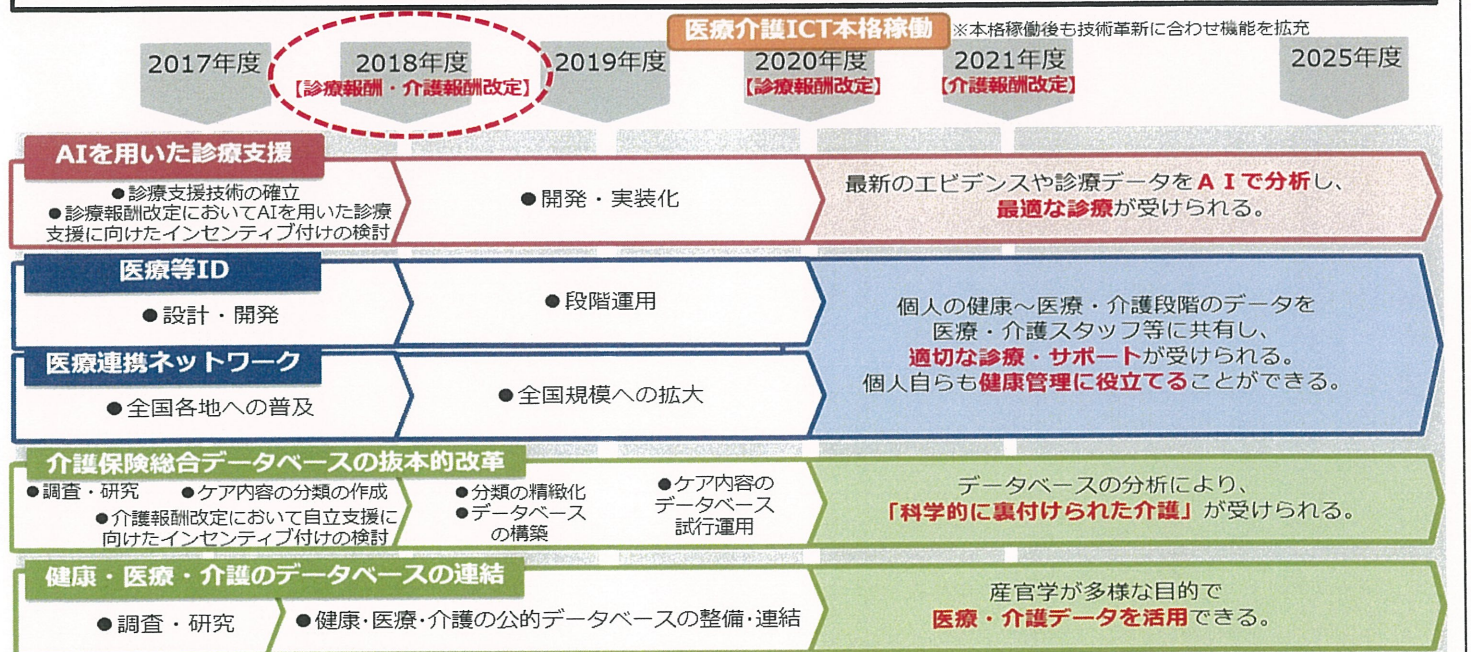 医療介護ICT本格稼働
※本格稼働後も技術革新に合わせ機能を拡充
2017年度
2018年度
【診療報酬・介護報酬改定】
2019年度
2020年度
【診療報酬改定】
2021年度
【介護報酬改定】
2025年度
AIを用いた診療支援
●診療支援技術の確立
●診療報酬改定においてAIを用いた診療
支援に向けたインセンティブ付けの検討
●開発・実装化
最新のエビデンスや診療データをAIで分析し、
最適な診療が受けられる。
医療等ID
●設計・開発
●段階運用
医療連携ネットワーク
●全国各地への普及
●全国規模への拡大
個人の健康～医療・介護段階のデータを
医療・介護スタッフ等に共有し、
適切な診療・サポートが受けられる。
個人自らも健康管理に役立てることができる。
介護保険総合データベースの抜本的改革
●調査・研究
●ケア内容の分類の作成
●介護報酬改定において自立支援に
向けたインセンティブ付けの検討
●分類の精緻化
●データベース
の構築
●ケア内容の
データベース
試行運用
データベースの分析により、
「科学的に裏付けられた介護」が受けられる。
健康・医療・介護のデータベースの連結
●調査・研究
●健康・医療・介護の公的データベースの整備・連結
産官学が多様な目的で
医療・介護データを活用できる。